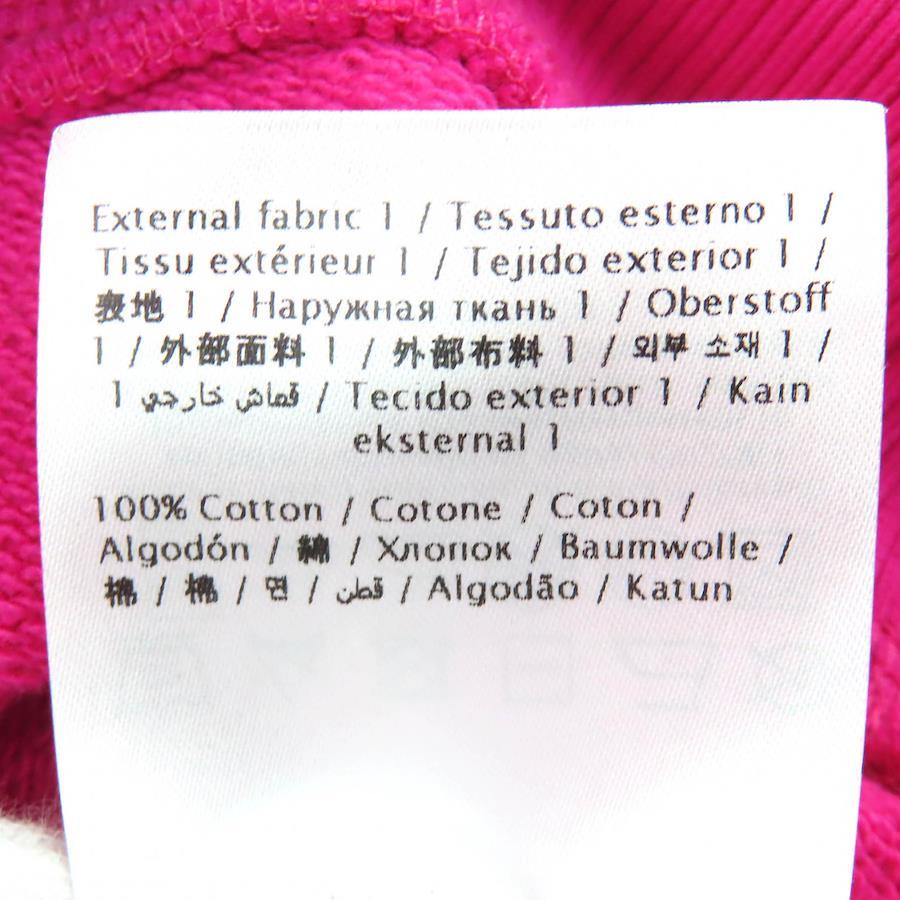 External fabric 1 / Tessuto esterno 1 /
Tissu extérieur 1 / Tejido exterior 1 /
表地 1 / Наружная ткань 1 / Oberstoff
1 / 外部面料 1 / 外部布料 1 / 외부 소재 1 /
قماش خارجي 1 / Tecido exterior 1 / Kain
eksternal 1
100% Cotton / Cotone / Coton /
Algodón / 綿 / Хлопок / Baumwolle /
棉 / 棉 / 면 / قطن / Algodão / Katun